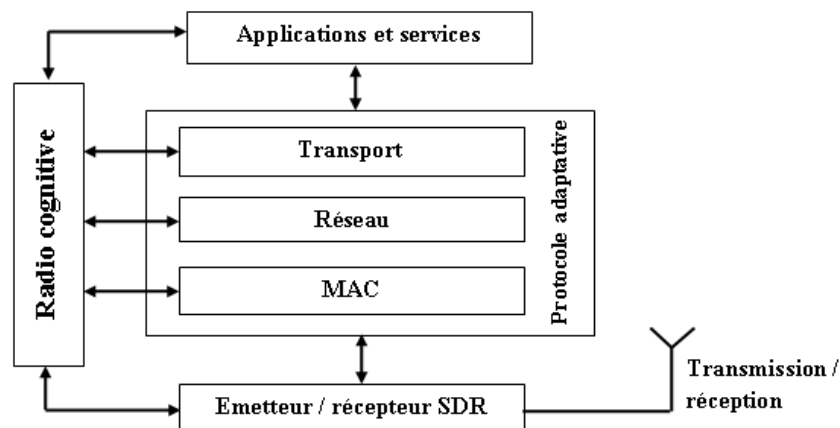 Applications et services
Radio cognitive
Transport
Réseau
MAC
Protocole adaptative
Emetteur / récepteur SDR
Transmission /
réception